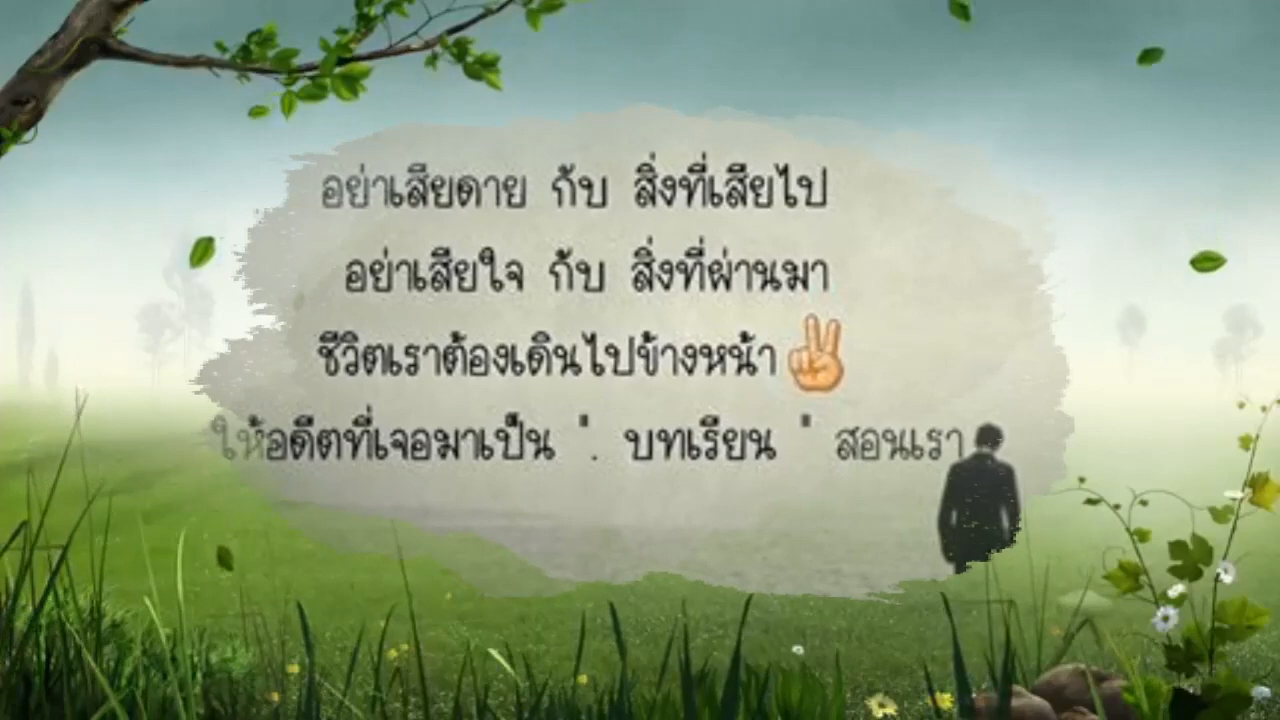 อย่าเสียดาย กับ สิ่งที่เสียไป
อย่าเสียใจ กับ สิ่งที่ผ่านมา
ชีวิตเราต้องเดินไปข้างหน้า✌
ให้อดีตที่เจอมาเป็น ". บทเรียน " สอนเรา